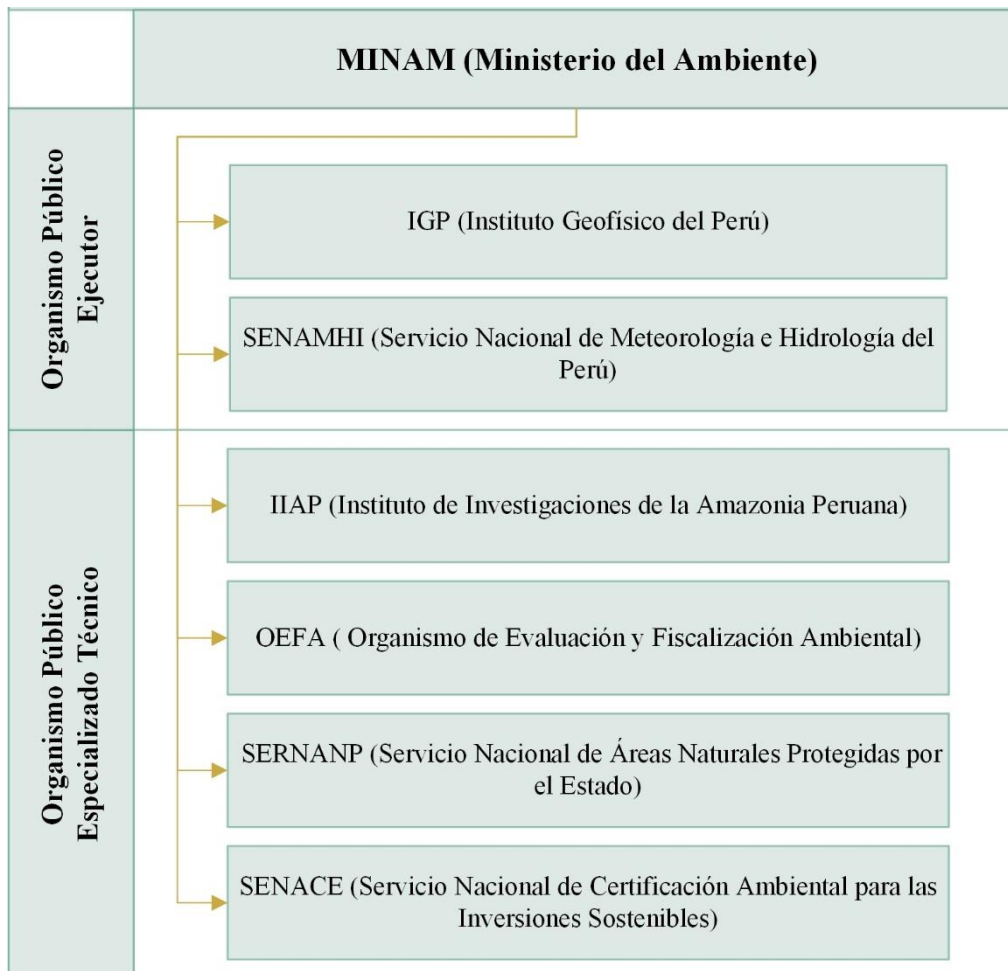 MINAM (Ministerio del Ambiente)
Organismo Público
Ejecutor
IGP (Instituto Geofísico del Perú)
SENAMHI (Servicio Nacional de Meteorología e Hidrología del
Perú)
Organismo Público
Especializado Técnico
IIAP (Instituto de Investigaciones de la Amazonia Peruana)
OEFA ( Organismo de Evaluación y Fiscalización Ambiental)
SERNANP (Servicio Nacional de Áreas Naturales Protegidas por
el Estado)
SENACE (Servicio Nacional de Certificación Ambiental para las
Inversiones Sostenibles)